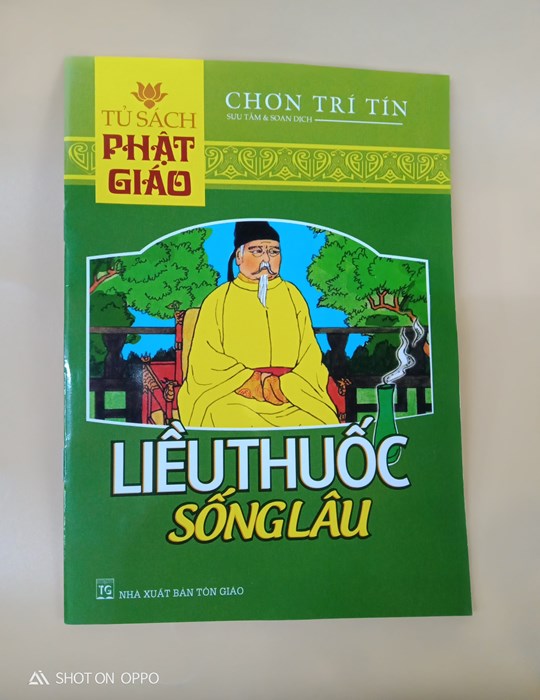 TỦ SÁCH
PHẬT
GIÁO
CHƠN TRÍ TÍN
SƯU TẦM & SOẠN DỊCH
LIỀU THUỐC
SỐNG LÂU
TG
NHÀ XUẤT BẢN TÔN GIÁO
SHOT ON OPPO